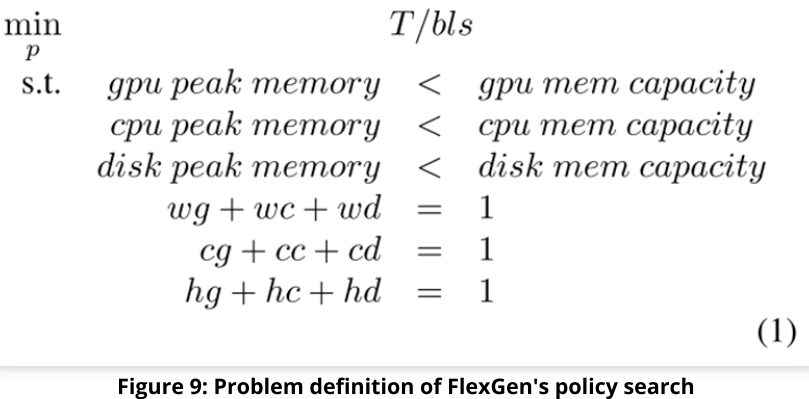 min T/bls
p
s.t. gpu peak memory < gpu mem capacity
cpu peak memory < cpu mem capacity
disk peak memory < disk mem capacity
wg + wc + wd = 1
cg + cc + cd = 1
hg + hc + hd = 1
(1)
Figure 9: Problem definition of FlexGen's policy search